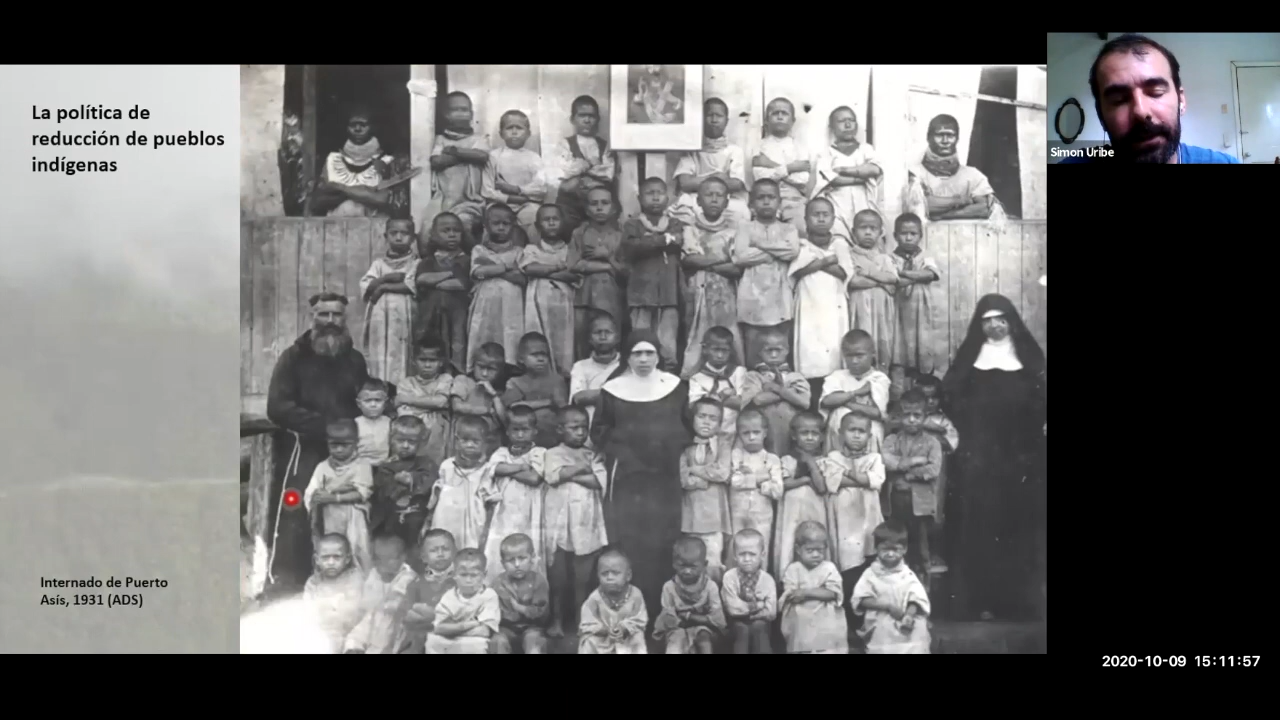 La política de
reducción de pueblos
indígenas
Simon Uribe
Internado de Puerto
Asís, 1931 (ADS)
2020-10-09 15:11:57